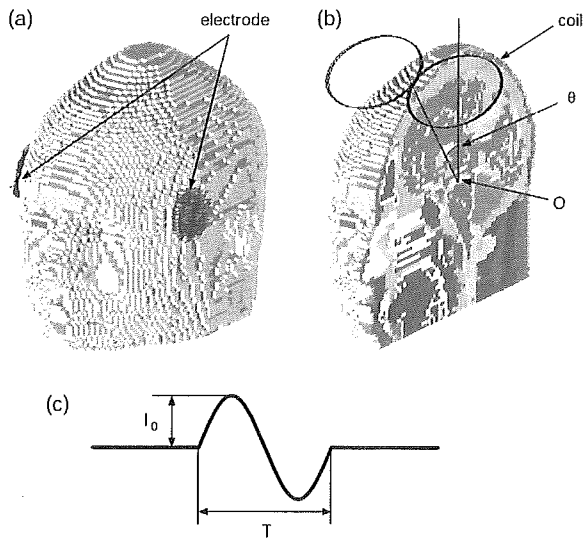 (a)
electrode
(b)
coil
θ
O
(c)
I₀
T